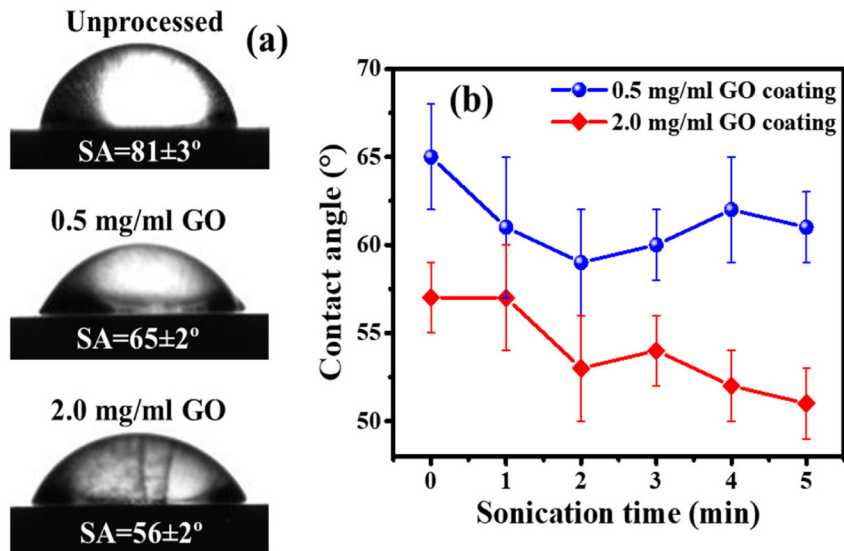 Unprocessed
(a)
SA=81±3°
0.5 mg/ml GO
SA=65±2°
2.0 mg/ml GO
SA=56±2°
(b)
0.5 mg/ml GO coating
2.0 mg/ml GO coating
Contact angle (°)
70
65
60
55
50
0 1 2 3 4 5
Sonication time (min)